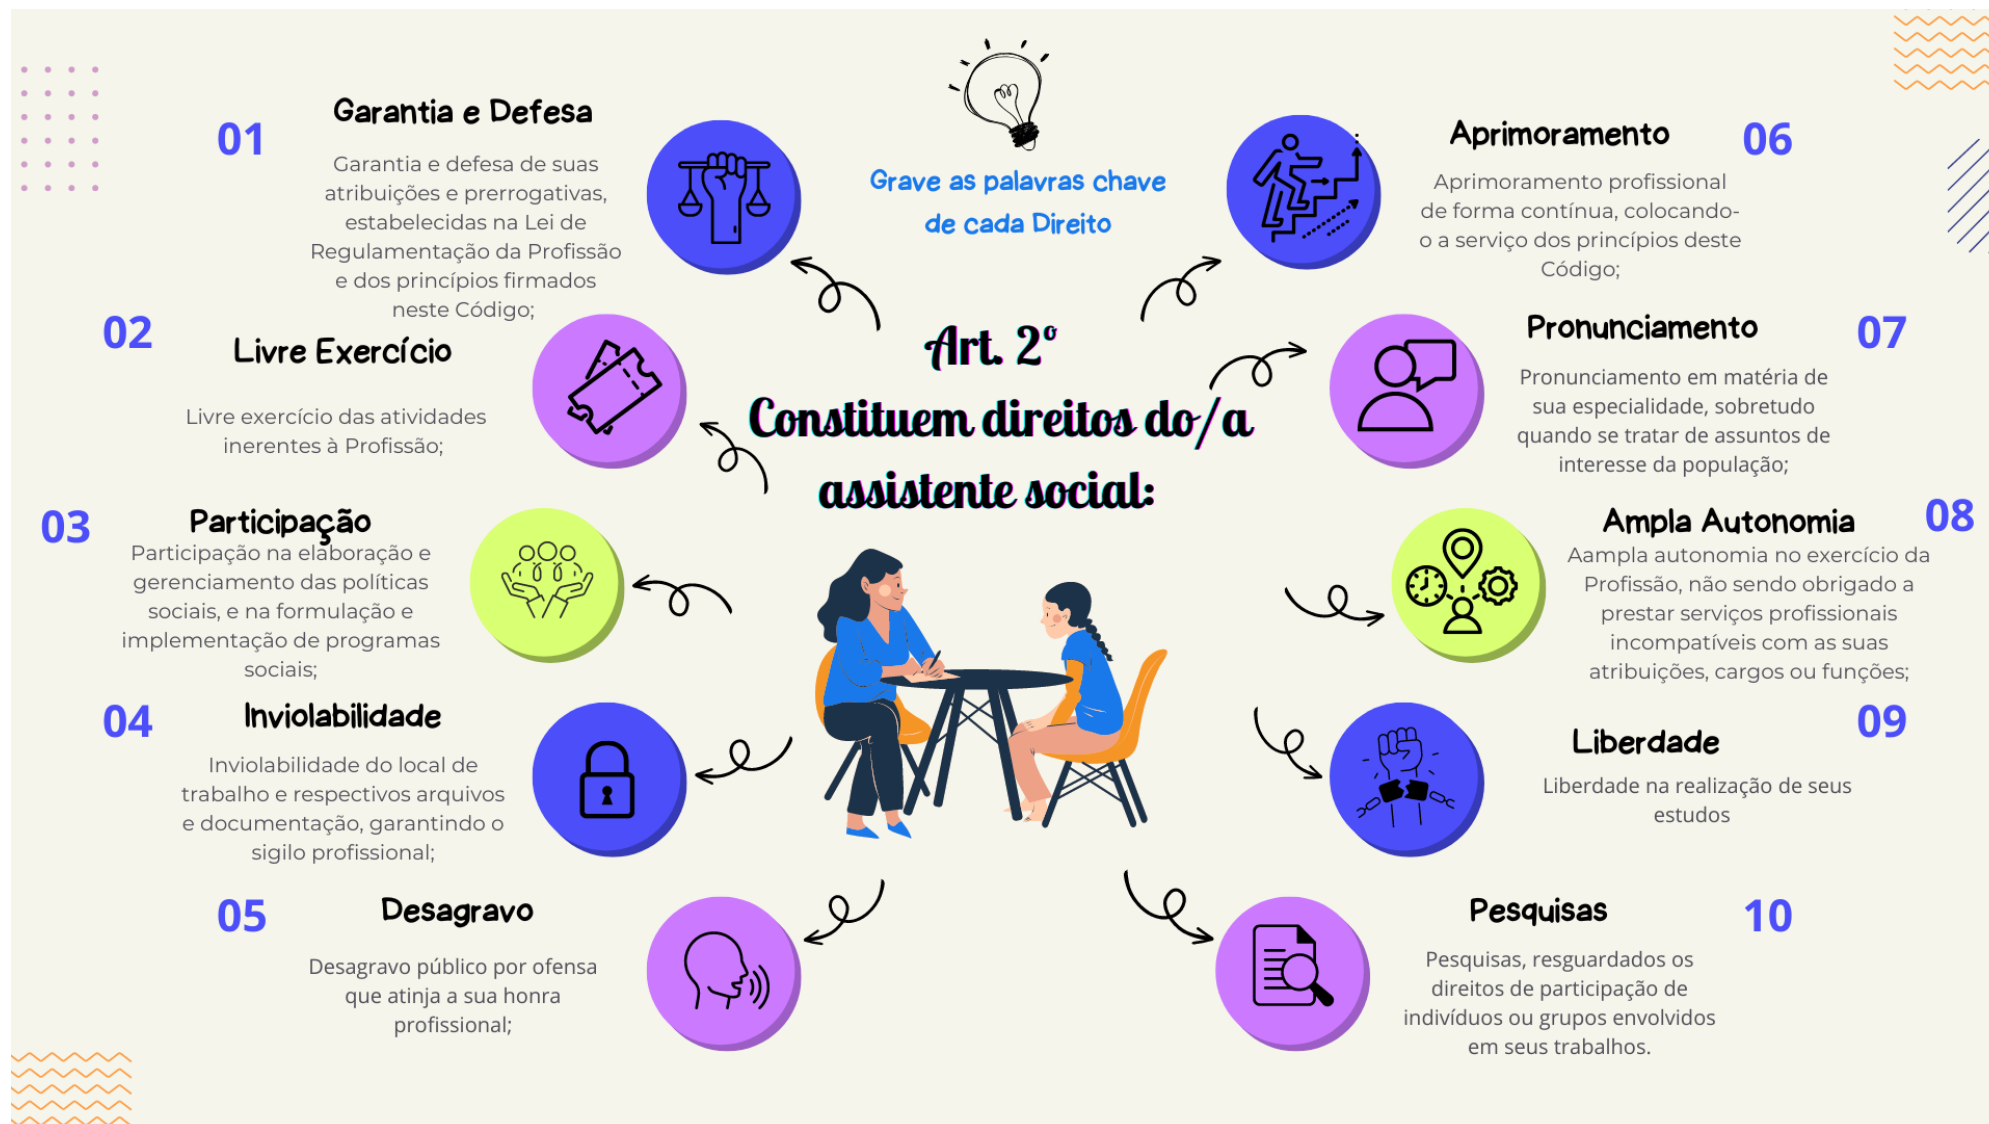 Grave as palavras chave
de cada Direito
Art. 2º
Constituem direitos do/a
assistente social:
01
Garantia e Defesa
Garantia e defesa de suas
atribuições e prerrogativas,
estabelecidas na Lei de
Regulamentação da Profissão
e dos princípios firmados
neste Código;
02
Livre Exercício
Livre exercício das atividades
inerentes à Profissão;
03
Participação
Participação na elaboração e
gerenciamento das políticas
sociais, e na formulação e
implementação de programas
sociais;
04
Inviolabilidade
Inviolabilidade do local de
trabalho e respectivos arquivos
e documentação, garantindo o
sigilo profissional;
05
Desagravo
Desagravo público por ofensa
que atinja a sua honra
profissional;
06
Aprimoramento
Aprimoramento profissional
de forma contínua, colocando-
o a serviço dos princípios deste
Código;
07
Pronunciamento
Pronunciamento em matéria de
sua especialidade, sobretudo
quando se tratar de assuntos de
interesse da população;
08
Ampla Autonomia
Aampla autonomia no exercício da
Profissão, não sendo obrigado a
prestar serviços profissionais
incompatíveis com as suas
atribuições, cargos ou funções;
09
Liberdade
Liberdade na realização de seus
estudos
10
Pesquisas
Pesquisas, resguardados os
direitos de participação de
indivíduos ou grupos envolvidos
em seus trabalhos.